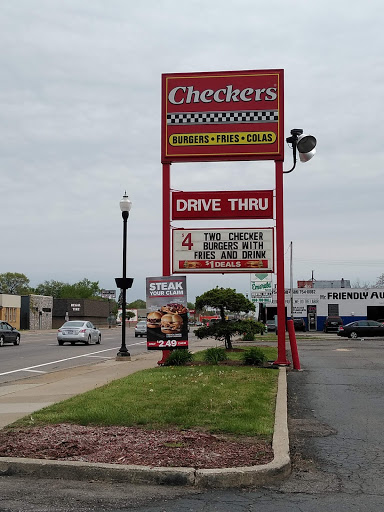 Checkers
BURGERS • FRIES • COLAS
DRIVE THRU
4 TWO CHECKER
BURGERS WITH
FRIES AND DRINK
$1 DEALS
STEAK
YOUR CLAIM
2.49
FRIENDLY AU